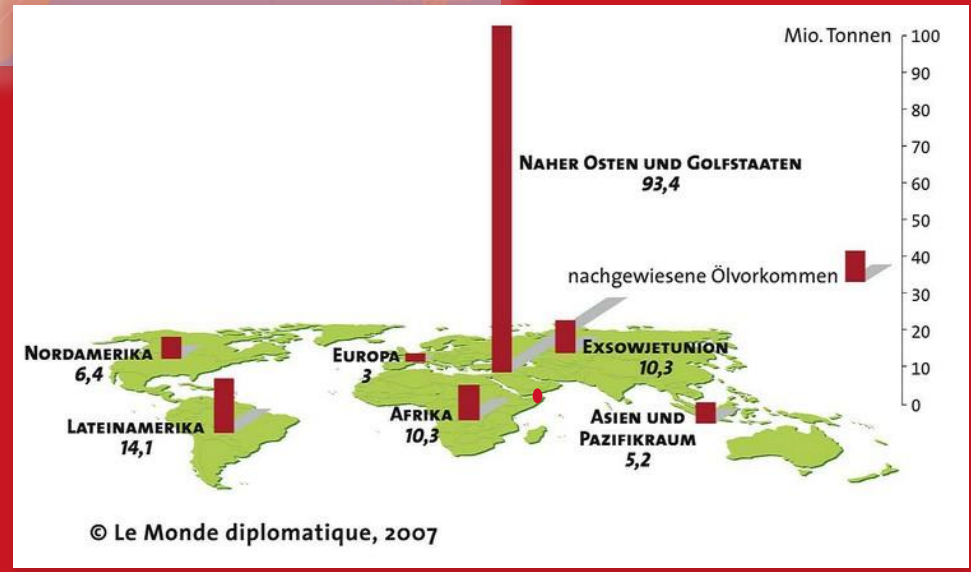 Mio. Tonnen
100
90
80
70
60
50
40
30
20
10
0
NAHER OSTEN UND GOLFSTAATEN
93,4
nachgewiesene Ölvorkommen
NORDAMERIKA
6,4
EUROPA
3
EXSOWJETUNION
10,3
LATEINAMERIKA
14,1
AFRIKA
10,3
ASIEN UND
PAZIFIKRAUM
5,2
© Le Monde diplomatique, 2007